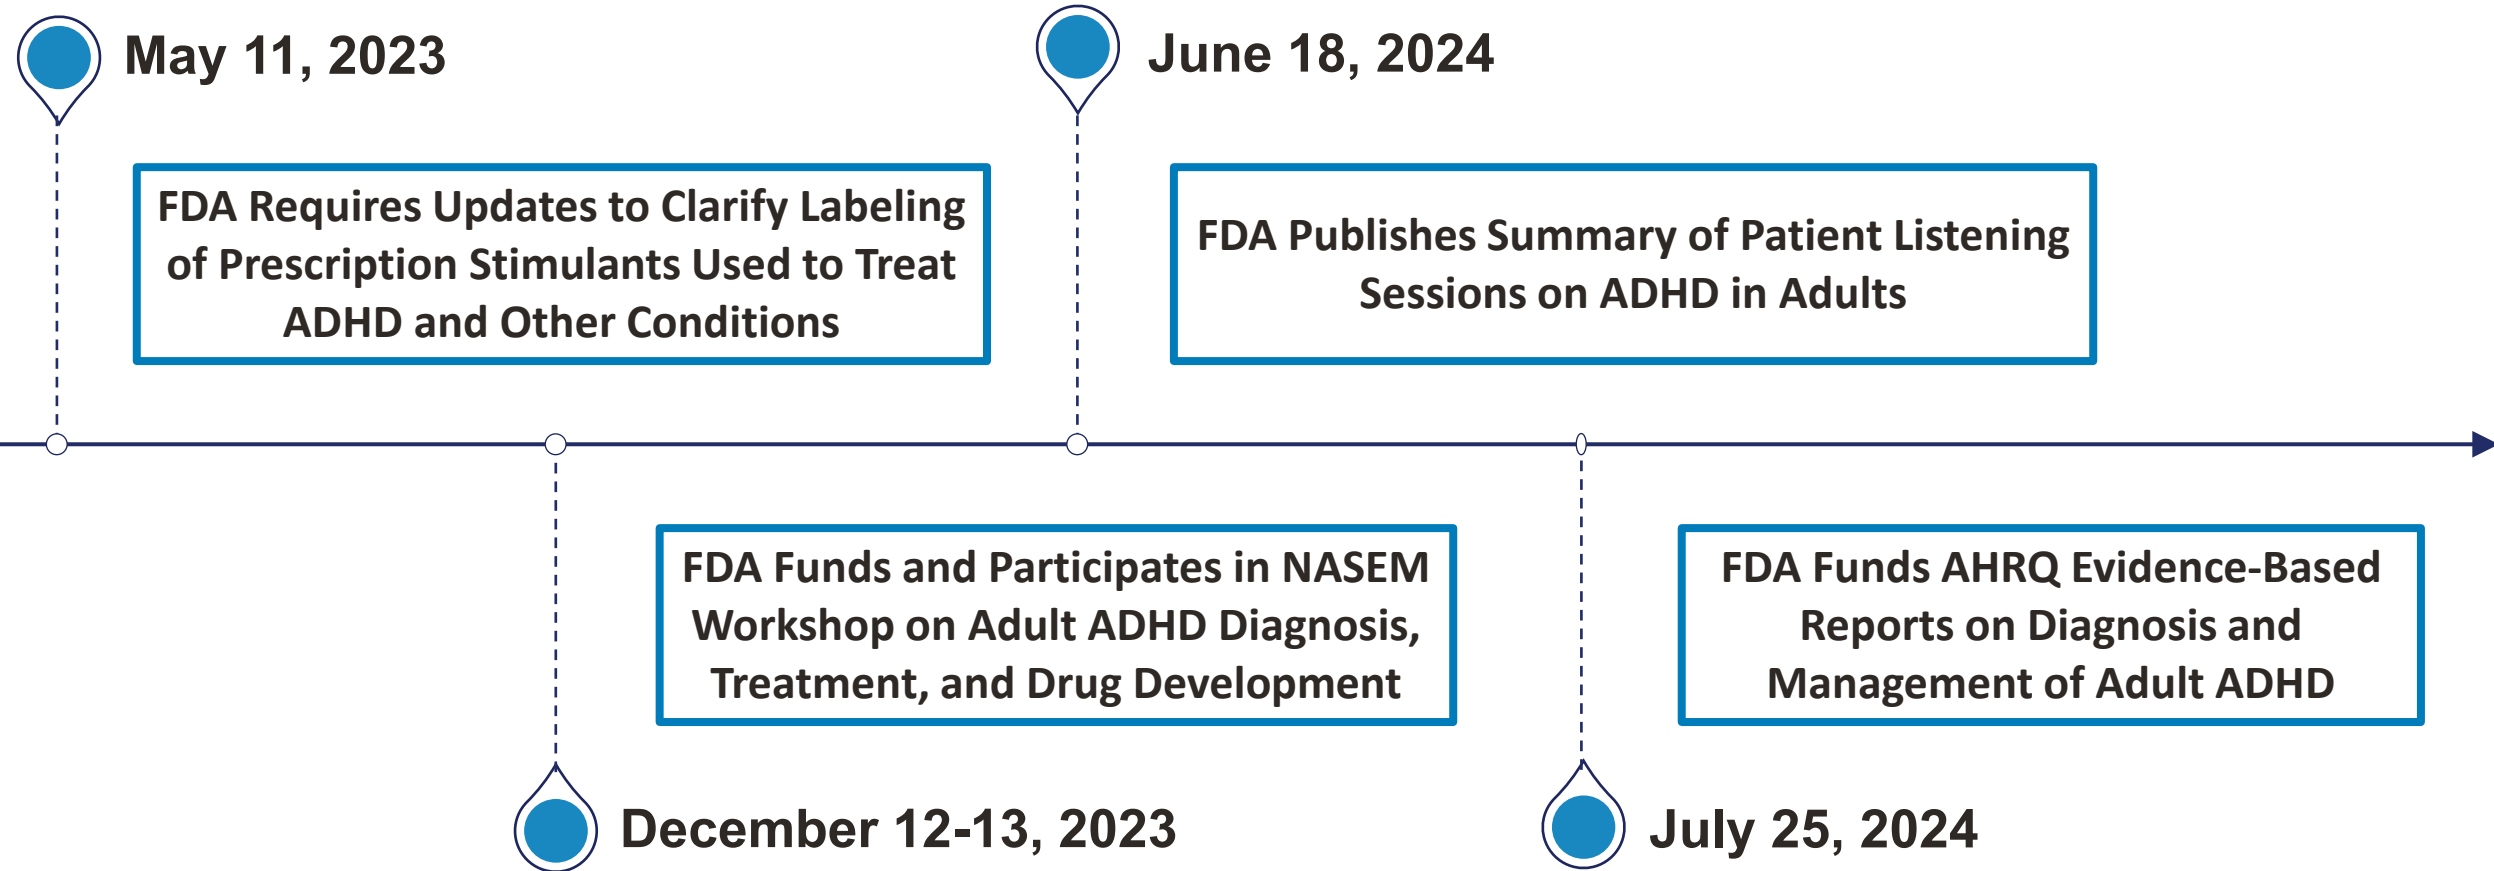 May 11, 2023
FDA Requires Updates to Clarify Labeling
of Prescription Stimulants Used to Treat
ADHD and Other Conditions
December 12-13, 2023
FDA Funds and Participates in NASEM
Workshop on Adult ADHD Diagnosis,
Treatment, and Drug Development
June 18, 2024
FDA Publishes Summary of Patient Listening
Sessions on ADHD in Adults
July 25, 2024
FDA Funds AHRQ Evidence-Based
Reports on Diagnosis and
Management of Adult ADHD